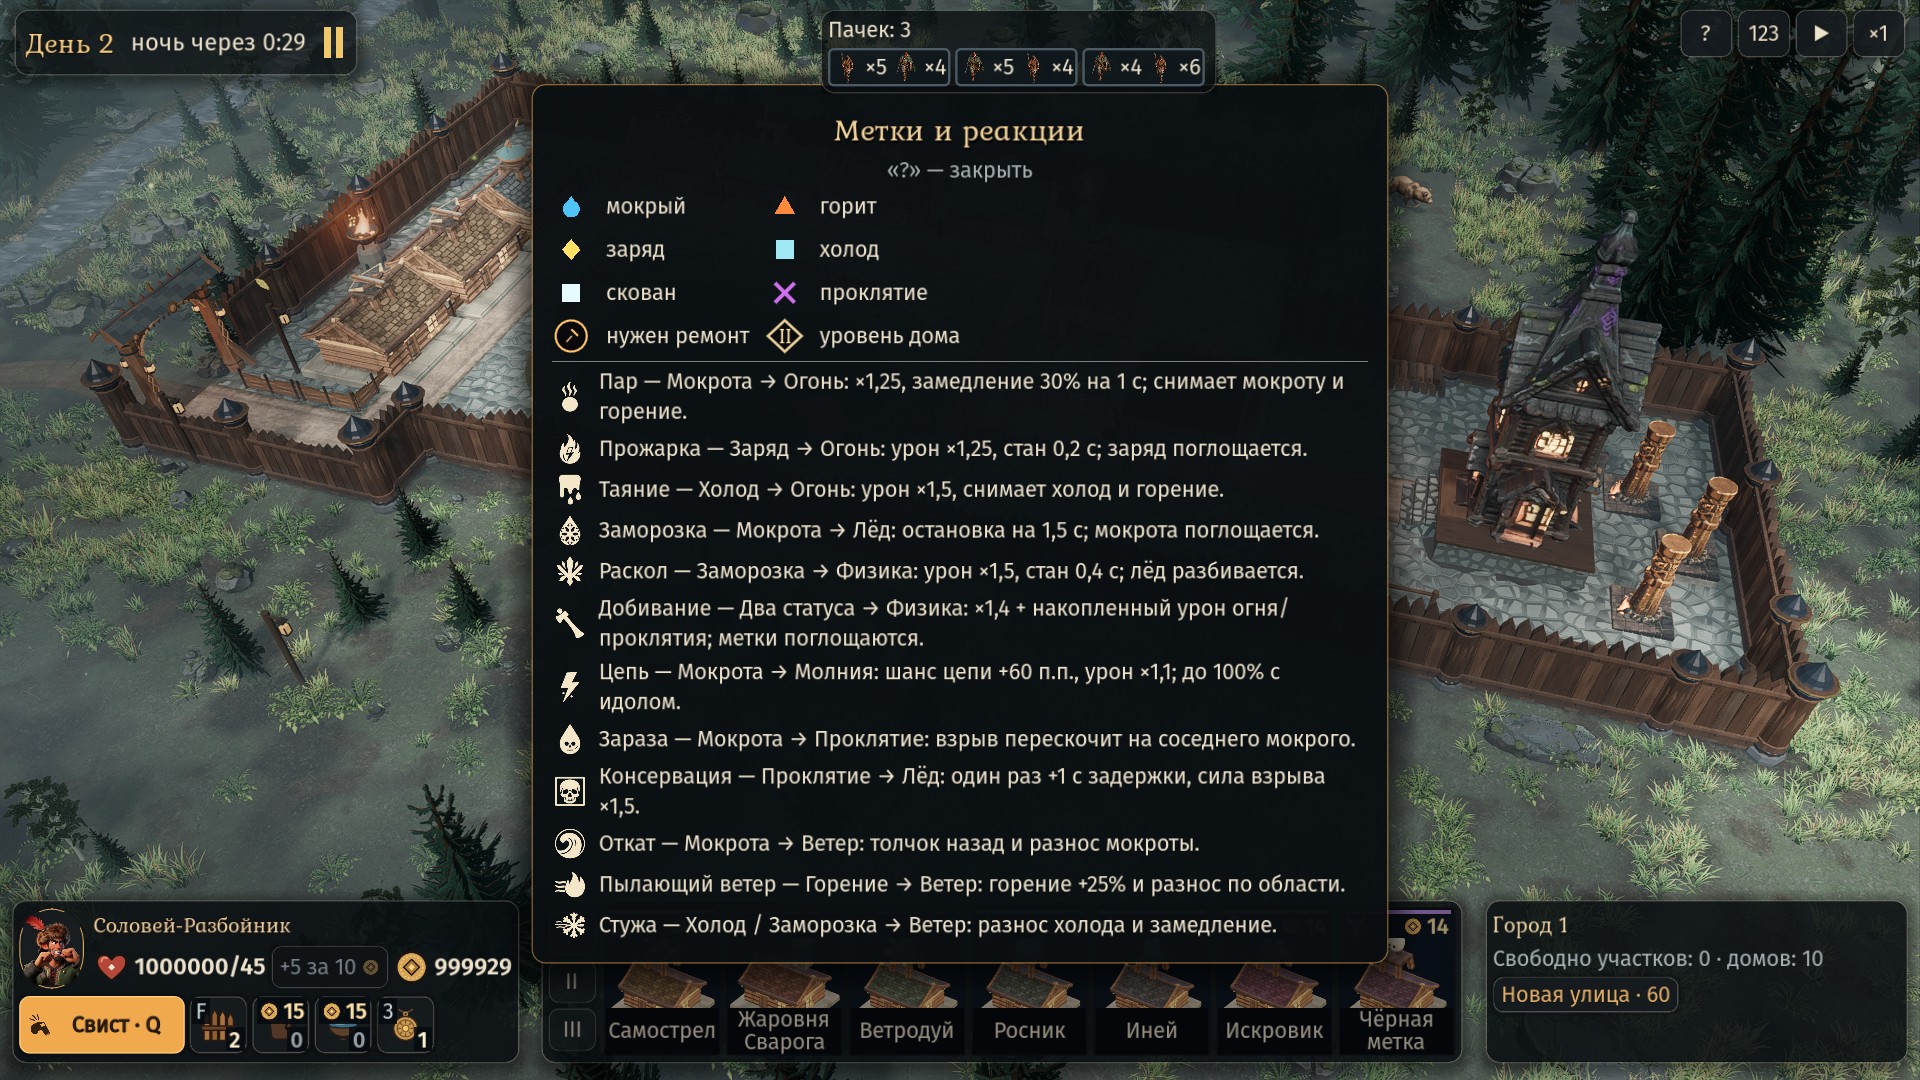 День 2 ночь через 0:29
Пачек: 3
×5 ×4 ×5 ×4 ×4 ×6
? 123 ×1
Метки и реакции
«?» — закрыть
мокрый горит
заряд холод
скован проклятие
нужен ремонт II уровень дома
Пар — Мокрота → Огонь: ×1,25, замедление 30% на 1 с; снимает мокроту и
горение.
Прожарка — Заряд → Огонь: урон ×1,25, стан 0,2 с; заряд поглощается.
Таяние — Холод → Огонь: урон ×1,5, снимает холод и горение.
Заморозка — Мокрота → Лёд: остановка на 1,5 с; мокрота поглощается.
Раскол — Заморозка → Физика: урон ×1,5, стан 0,4 с; лёд разбивается.
Добивание — Два статуса → Физика: ×1,4 + накопленный урон огня/
проклятия; метки поглощаются.
Цепь — Мокрота → Молния: шанс цепи +60 п.п., урон ×1,1; до 100% с
идолом.
Зараза — Мокрота → Проклятие: взрыв перескочит на соседнего мокрого.
Консервация — Проклятие → Лёд: один раз +1 с задержки, сила взрыва
×1,5.
Откат — Мокрота → Ветер: толчок назад и разнос мокроты.
Пылающий ветер — Горение → Ветер: горение +25% и разнос по области.
Стужа — Холод / Заморозка → Ветер: разнос холода и замедление.
Соловей-Разбойник
1000000/45 +5 за 10 999929
Свист · Q F 2 15 0 15 0 3 1
14
II
III
Самострел
Жаровня
Сварога
Ветродуй
Росник
Иней
Искровик
Чёрная
метка
Город 1
Свободно участков: 0 · домов: 10
Новая улица · 60